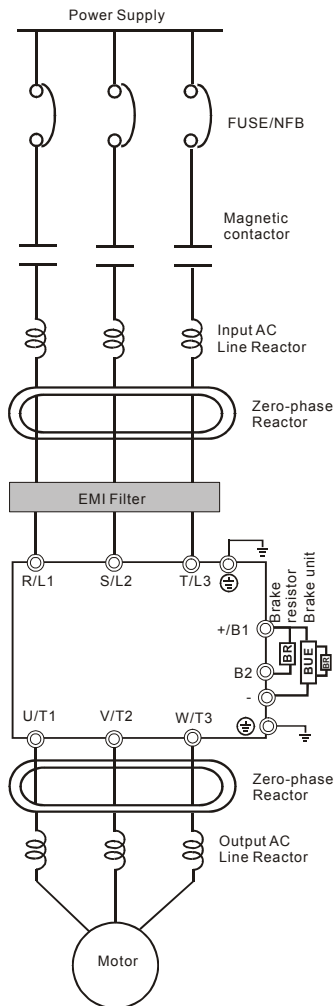 Power Supply
FUSE/NFB
Magnetic
contactor
Input AC
Line Reactor
Zero-phase
Reactor
EMI Filter
R/L1
S/L2
T/L3
Brake
resistor
Brake unit
+/B1
BR
BUE
BR
B2
-
U/T1
V/T2
W/T3
Zero-phase
Reactor
Output AC
Line Reactor
Motor